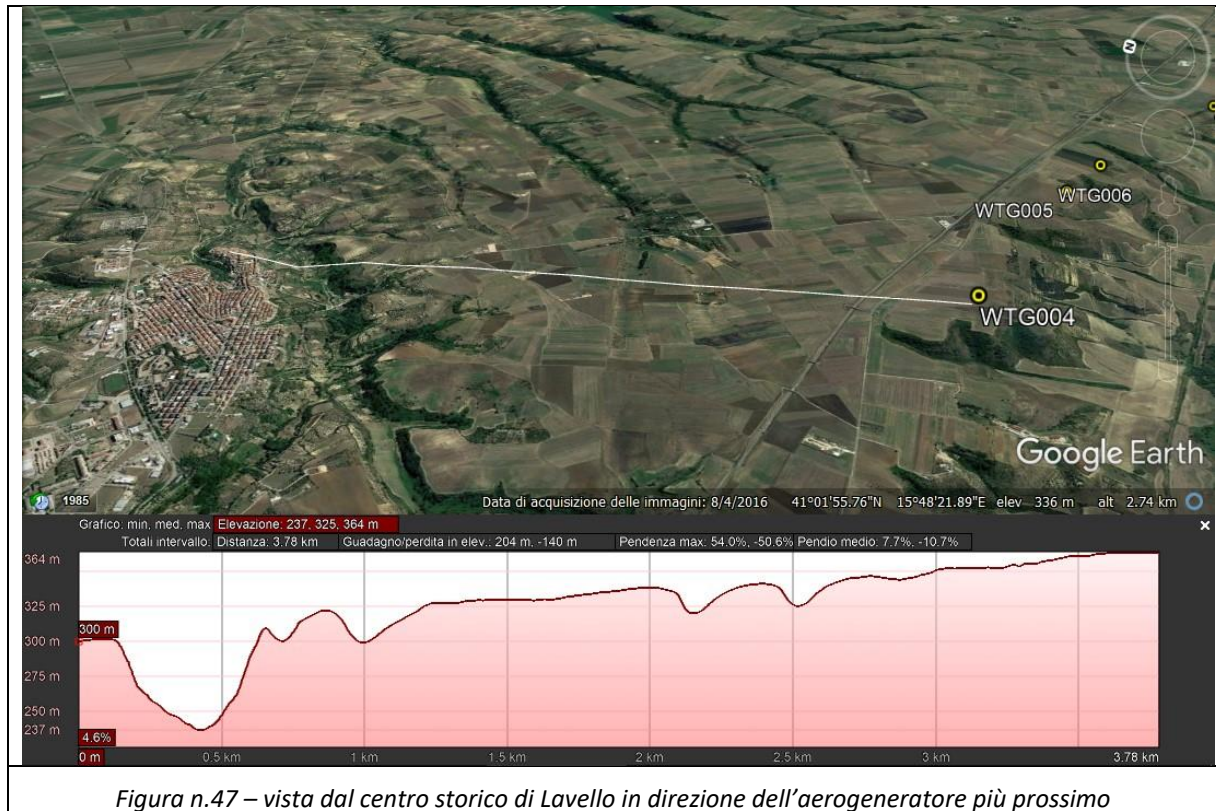 N
WTG006
WTG005
WTG004
Google Earth
1985
Data di acquisizione delle immagini: 8/4/2016 41°01'55.76"N 15°48'21.89"E elev 336 m alt 2.74 km
Grafico: min, med, max Elevazione: 237, 325, 364 m
Totali intervallo: Distanza: 3.78 km Guadagno/perdita in elev.: 204 m, -140 m Pendenza max: 54.0%, -50.6% Pendio medio: 7.7%, -10.7%
364 m
325 m
300 m
300 m
275 m
250 m
237 m
4.6%
0 m 0.5 km 1 km 1.5 km 2 km 2.5 km 3 km 3.78 km
Figura n.47 – vista dal centro storico di Lavello in direzione dell'aerogeneratore più prossimo